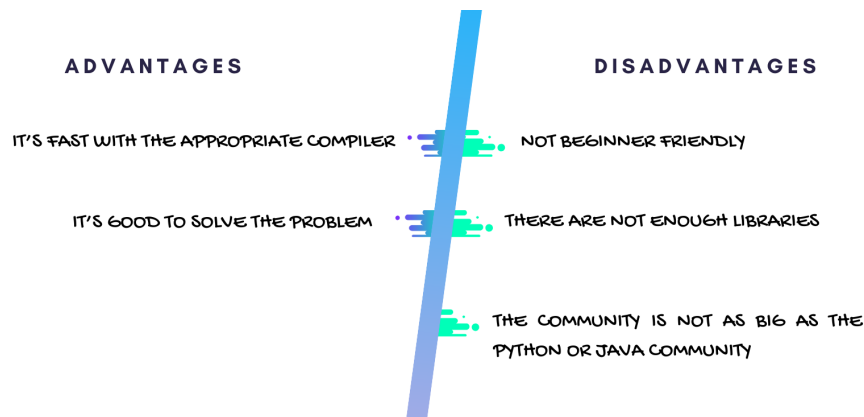 ADVANTAGES
DISADVANTAGES
IT'S FAST WITH THE APPROPRIATE COMPILER
NOT BEGINNER FRIENDLY
IT'S GOOD TO SOLVE THE PROBLEM
THERE ARE NOT ENOUGH LIBRARIES
THE COMMUNITY IS NOT AS BIG AS THE
PYTHON OR JAVA COMMUNITY